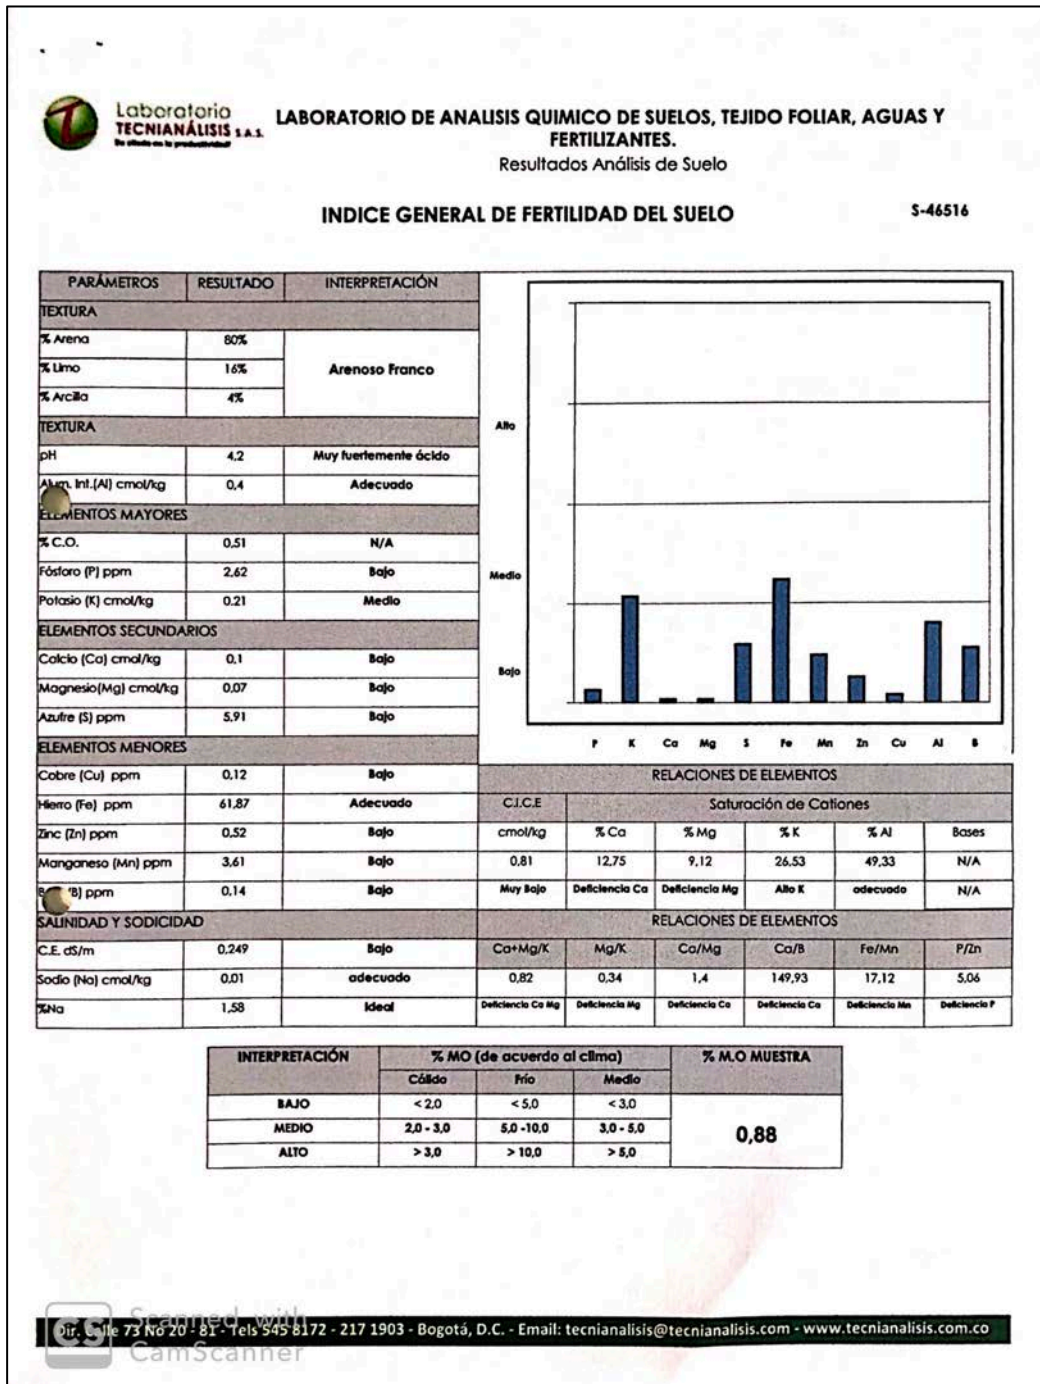 Laboratorio
TECNIANÁLISIS S.A.S.
LABORATORIO DE ANALISIS QUIMICO DE SUELOS, TEJIDO FOLIAR, AGUAS Y
FERTILIZANTES.
Resultados Análisis de Suelo
INDICE GENERAL DE FERTILIDAD DEL SUELO
S-46516
PARÁMETROS RESULTADO INTERPRETACIÓN
TEXTURA
% Arena 80%
% Limo 16% Arenoso Franco
% Arcilla 4%
TEXTURA
pH 4,2 Muy fuertemente ácido
Alum. Int.(Al) cmol/kg 0,4 Adecuado
ELEMENTOS MAYORES
% C.O. 0,51 N/A
Fósforo (P) ppm 2,62 Bajo
Potasio (K) cmol/kg 0,21 Medio
ELEMENTOS SECUNDARIOS
Calcio (Ca) cmol/kg 0,1 Bajo
Magnesio(Mg) cmol/kg 0,07 Bajo
Azufre (S) ppm 5,91 Bajo
ELEMENTOS MENORES
Cobre (Cu) ppm 0,12 Bajo
Hierro (Fe) ppm 61,87 Adecuado
Zinc (Zn) ppm 0,52 Bajo
Manganeso (Mn) ppm 3,61 Bajo
(B) ppm 0,14 Bajo
SALINIDAD Y SODICIDAD
C.E. dS/m 0,249 Bajo
Sodio (Na) cmol/kg 0,01 adecuado
%Na 1,58 Ideal
Alto
Medio
Bajo
P K Ca Mg S Fe Mn Zn Cu Al B
RELACIONES DE ELEMENTOS
C.I.C.E Saturación de Cationes
cmol/kg % Ca % Mg % K % Al Bases
0,81 12,75 9,12 26,53 49,33 N/A
Muy Bajo Deficiencia Ca Deficiencia Mg Alto K adecuado N/A
RELACIONES DE ELEMENTOS
Ca+Mg/K Mg/K Ca/Mg Ca/B Fe/Mn P/Zn
0,82 0,34 1,4 149,93 17,12 5,06
Deficiencia Ca Mg Deficiencia Mg Deficiencia Ca Deficiencia Ca Deficiencia Mn Deficiencia P
INTERPRETACIÓN % MO (de acuerdo al clima) % M.O MUESTRA
Cálido Frío Medio
BAJO < 2,0 < 5,0 < 3,0
MEDIO 2,0 - 3,0 5,0 -10,0 3,0 - 5,0 0,88
ALTO > 3,0 > 10,0 > 5,0
Dir. Calle 73 No 20 - 81 - Tels 545 8172 - 217 1903 - Bogotá, D.C. - Email: tecnianalisis@tecnianalisis.com - www.tecnianalisis.com.co
CS Scanned with
CamScanner